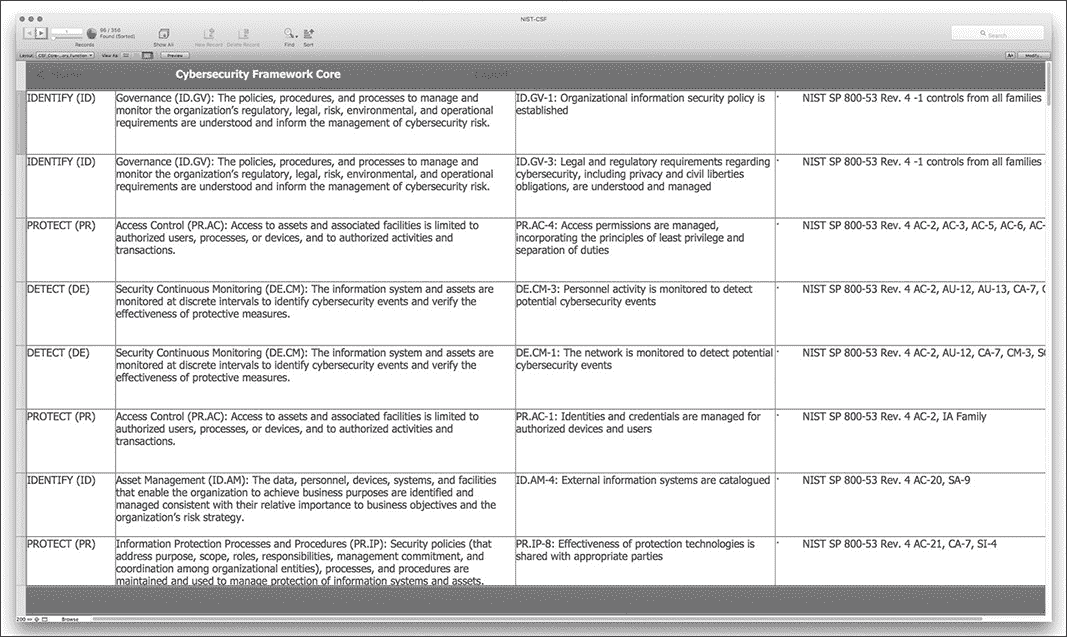 NIST-CSF
96 / 356
Found (Sorted)
Records
Show All
New Record
Delete Record
Find
Sort
Search
Layout:
View As:
Preview
Cybersecurity Framework Core
IDENTIFY (ID)
Governance (ID.GV): The policies, procedures, and processes to manage and
monitor the organization's regulatory, legal, risk, environmental, and operational
requirements are understood and inform the management of cybersecurity risk.
ID.GV-1: Organizational information security policy is
established
NIST SP 800-53 Rev. 4 -1 controls from all families
IDENTIFY (ID)
Governance (ID.GV): The policies, procedures, and processes to manage and
monitor the organization's regulatory, legal, risk, environmental, and operational
requirements are understood and inform the management of cybersecurity risk.
ID.GV-3: Legal and regulatory requirements regarding
cybersecurity, including privacy and civil liberties
obligations, are understood and managed
NIST SP 800-53 Rev. 4 -1 controls from all families
PROTECT (PR)
Access Control (PR.AC): Access to assets and associated facilities is limited to
authorized users, processes, or devices, and to authorized activities and
transactions.
PR.AC-4: Access permissions are managed,
incorporating the principles of least privilege and
separation of duties
NIST SP 800-53 Rev. 4 AC-2, AC-3, AC-5, AC-6, AC-
DETECT (DE)
Security Continuous Monitoring (DE.CM): The information system and assets are
monitored at discrete intervals to identify cybersecurity events and verify the
effectiveness of protective measures.
DE.CM-3: Personnel activity is monitored to detect
potential cybersecurity events
NIST SP 800-53 Rev. 4 AC-2, AU-12, AU-13, CA-7,
DETECT (DE)
Security Continuous Monitoring (DE.CM): The information system and assets are
monitored at discrete intervals to identify cybersecurity events and verify the
effectiveness of protective measures.
DE.CM-1: The network is monitored to detect potential
cybersecurity events
NIST SP 800-53 Rev. 4 AC-2, AU-12, CA-7, CM-3,
PROTECT (PR)
Access Control (PR.AC): Access to assets and associated facilities is limited to
authorized users, processes, or devices, and to authorized activities and
transactions.
PR.AC-1: Identities and credentials are managed for
authorized devices and users
NIST SP 800-53 Rev. 4 AC-2, IA Family
IDENTIFY (ID)
Asset Management (ID.AM): The data, personnel, devices, systems, and facilities
that enable the organization to achieve business purposes are identified and
managed consistent with their relative importance to business objectives and the
organization's risk strategy.
ID.AM-4: External information systems are catalogued
NIST SP 800-53 Rev. 4 AC-20, SA-9
PROTECT (PR)
Information Protection Processes and Procedures (PR.IP): Security policies (that
address purpose, scope, roles, responsibilities, management commitment, and
coordination among organizational entities), processes, and procedures are
maintained and used to manage protection of information systems and assets.
PR.IP-8: Effectiveness of protection technologies is
shared with appropriate parties
NIST SP 800-53 Rev. 4 AC-21, CA-7, SI-4
200
Browse